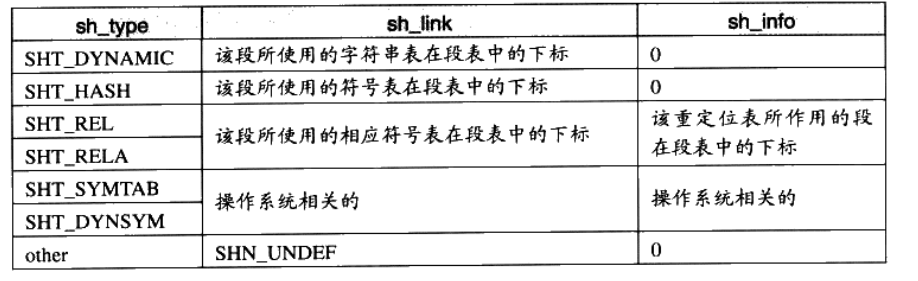 sh_type sh_link sh_info
SHT_DYNAMIC 该段所使用的字符串表在段表中的下标 0
SHT_HASH 该段所使用的符号表在段表中的下标 0
SHT_REL
SHT_RELA
该段所使用的相应符号表在段表中的下标
该重定位表所作用的段
在段表中的下标
SHT_SYMTAB
SHT_DYNSYM
操作系统相关的
操作系统相关的
other SHN_UNDEF 0